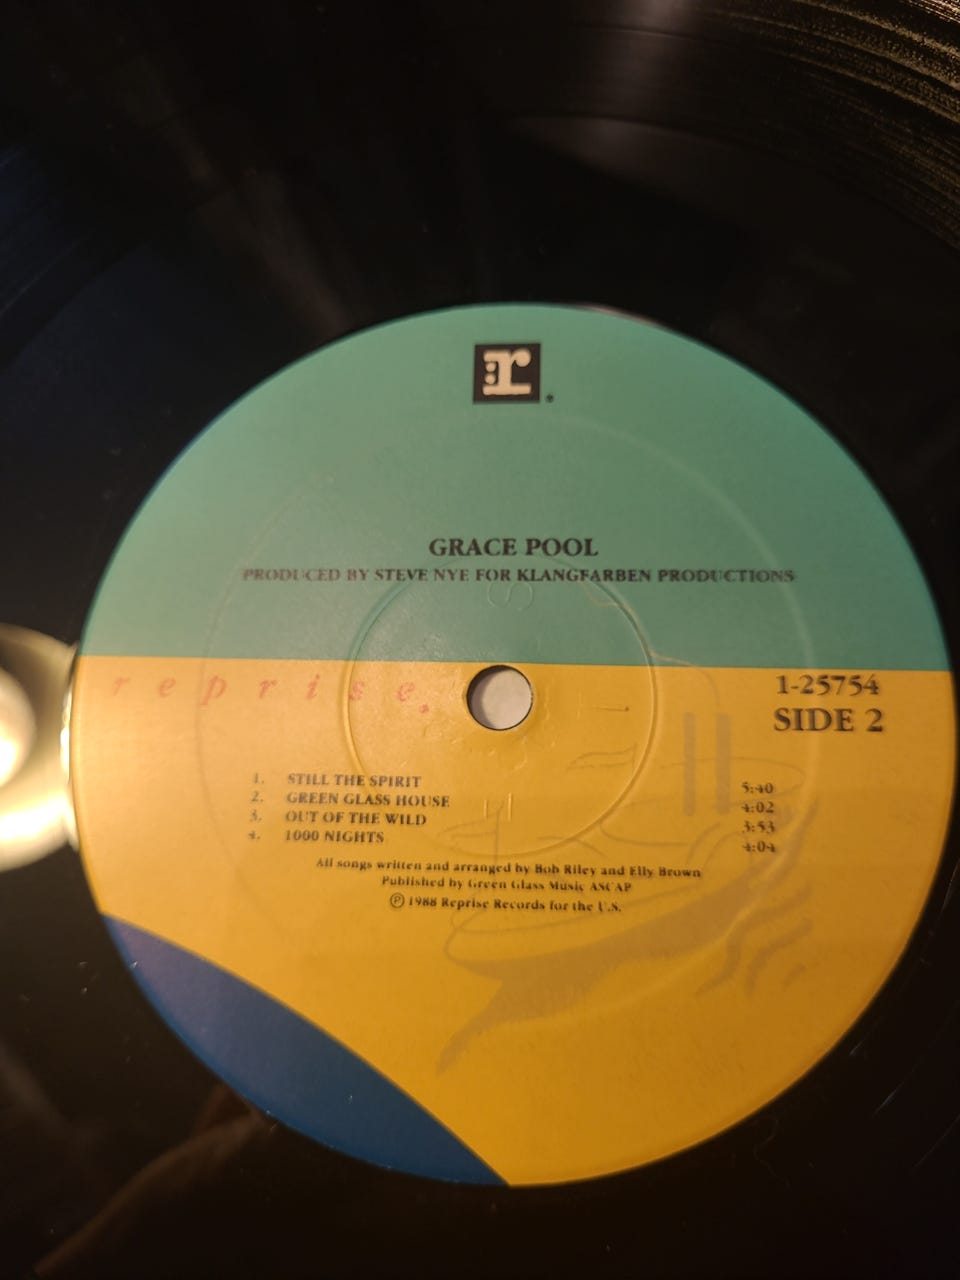 r
GRACE POOL
PRODUCED BY STEVE NYE FOR KLANGFARBEN PRODUCTIONS
reprise
1-25754
SIDE 2
1. STILL THE SPIRIT 5:40
2. GREEN GLASS HOUSE 4:02
3. OUT OF THE WILD 3:53
4. 1000 NIGHTS 4:04
All songs written and arranged by Bob Riley and Elly Brown
Published by Green Glass Music ASCAP
℗ 1988 Reprise Records for the U.S.